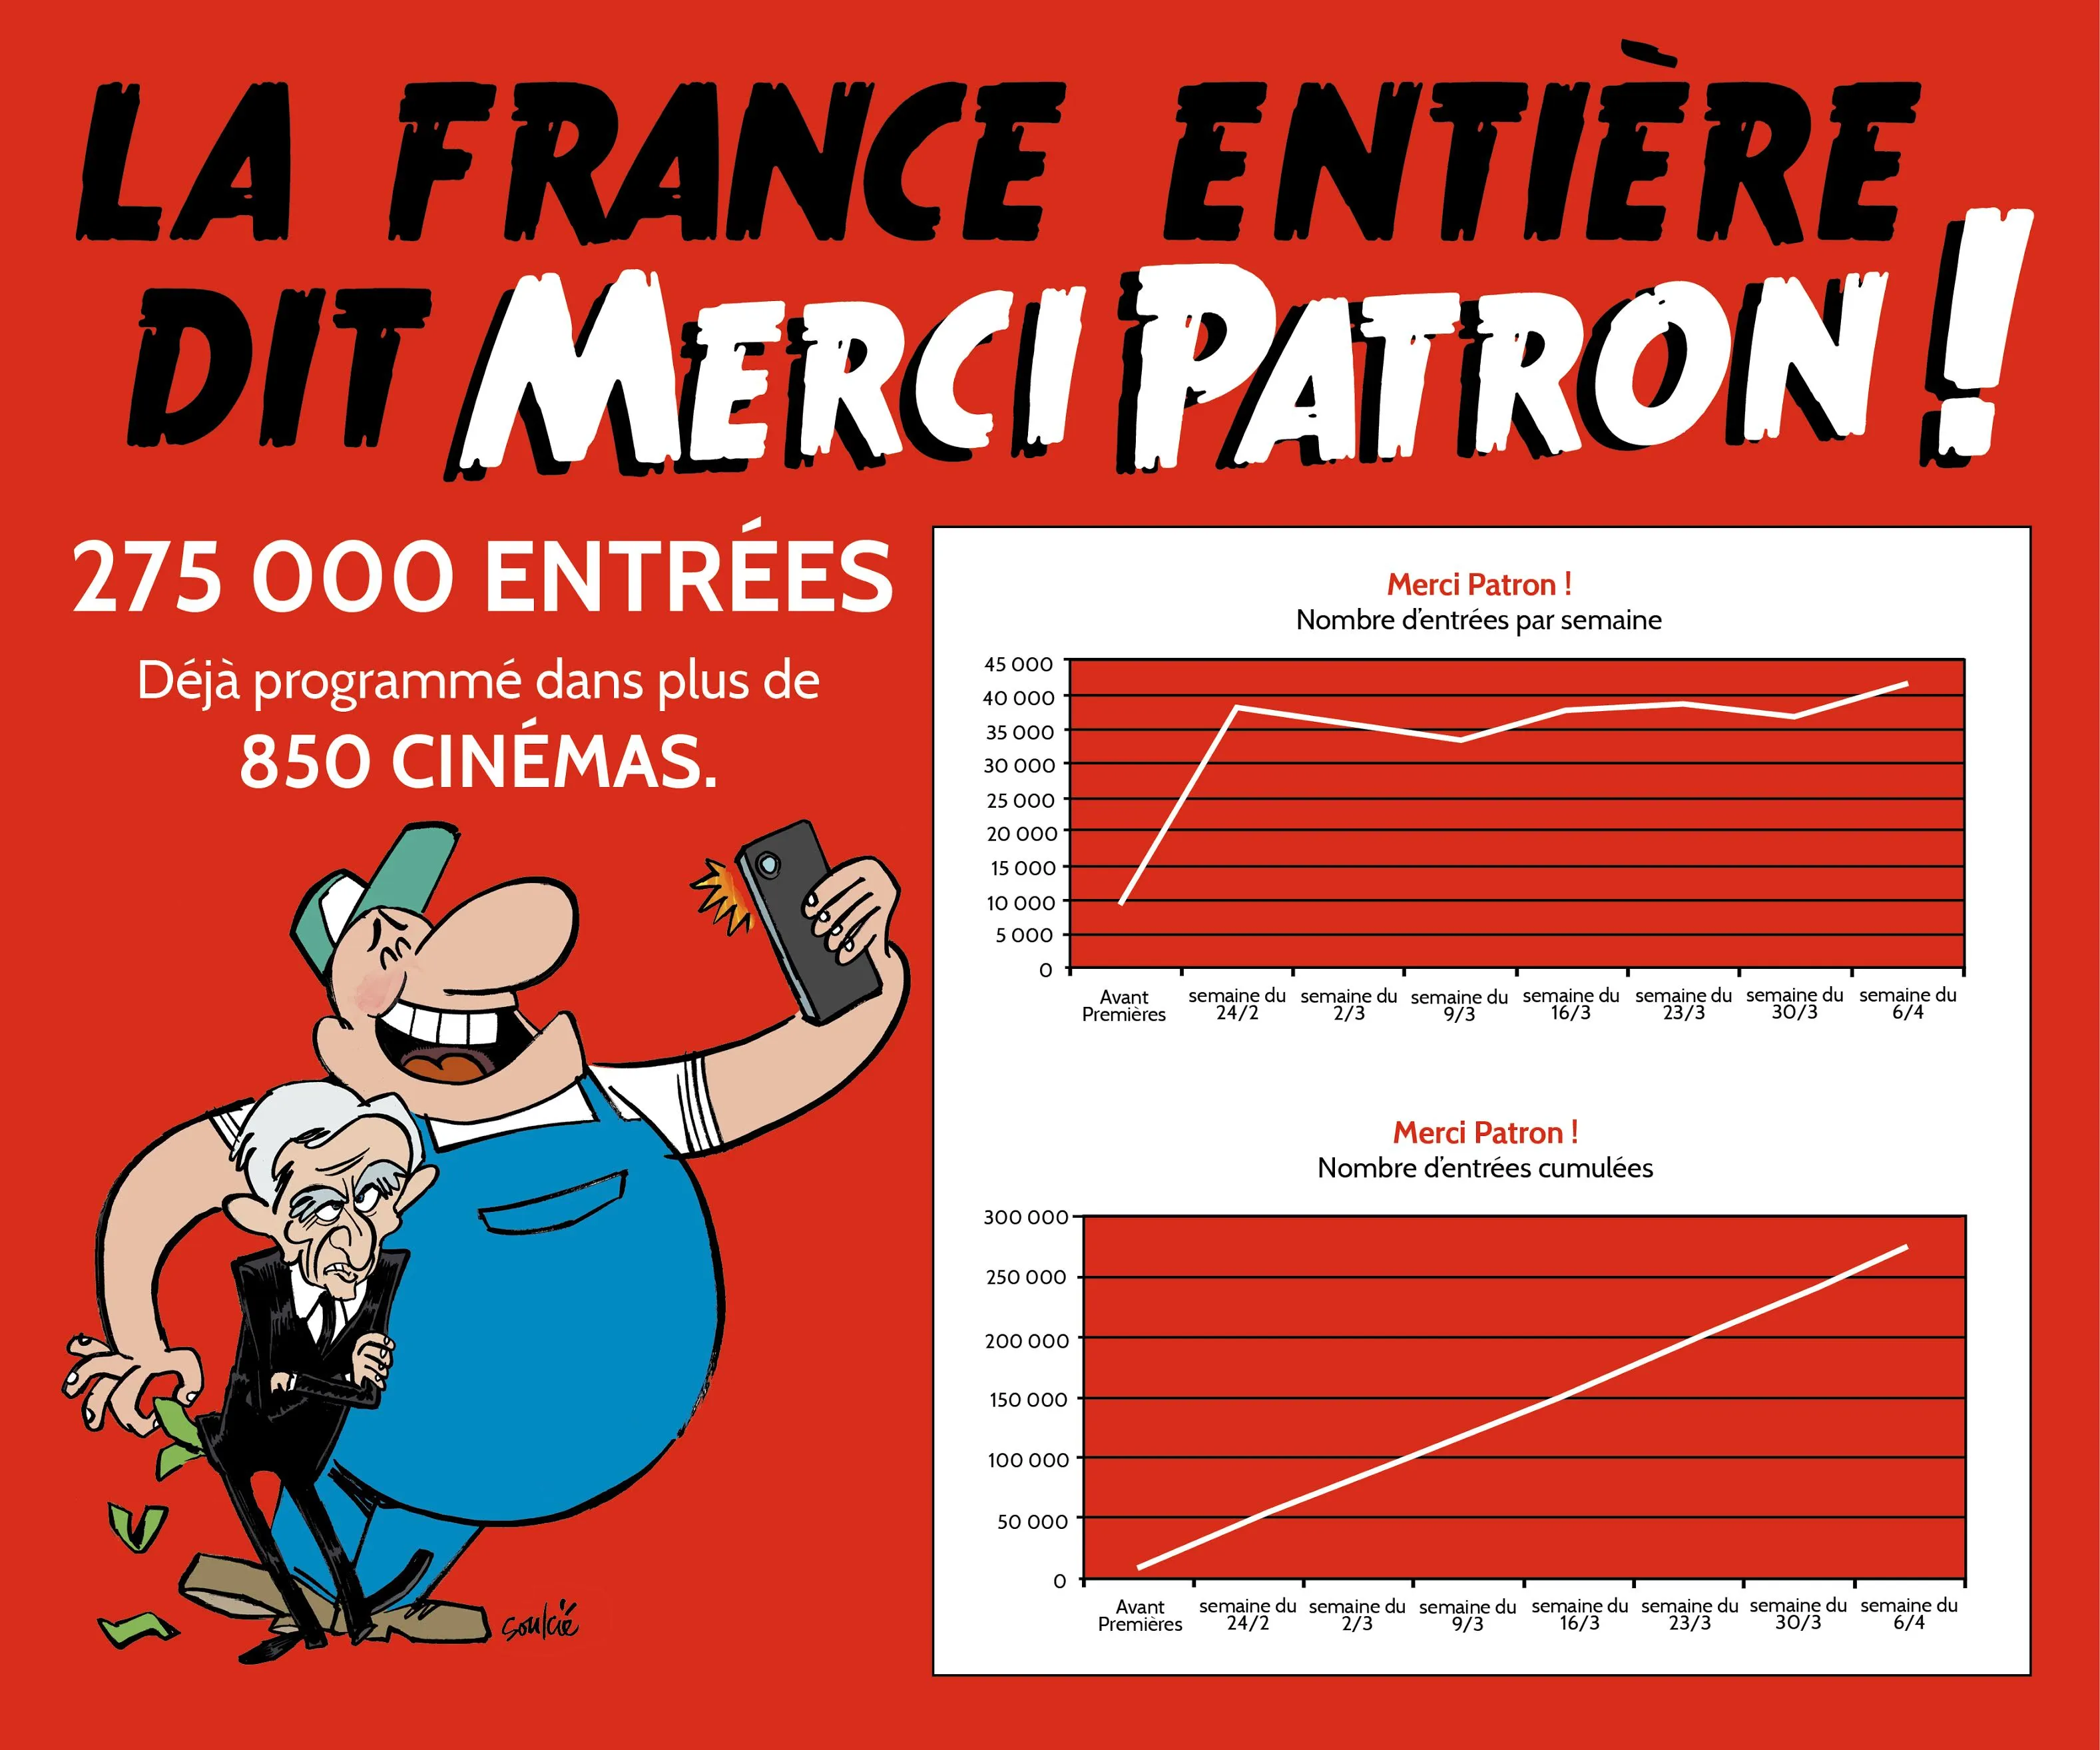 LA FRANCE ENTIÈRE
DIT MERCI PATRON !
275 000 ENTRÉES
Déjà programmé dans plus de
850 CINÉMAS.
Merci Patron !
Nombre d'entrées par semaine
45 000
40 000
35 000
30 000
25 000
20 000
15 000
10 000
5 000
0
Avant
Premières
semaine du
24/2
semaine du
2/3
semaine du
9/3
semaine du
16/3
semaine du
23/3
semaine du
30/3
semaine du
6/4
Merci Patron !
Nombre d'entrées cumulées
300 000
250 000
200 000
150 000
100 000
50 000
0
Avant
Premières
semaine du
24/2
semaine du
2/3
semaine du
9/3
semaine du
16/3
semaine du
23/3
semaine du
30/3
semaine du
6/4
Soulcié